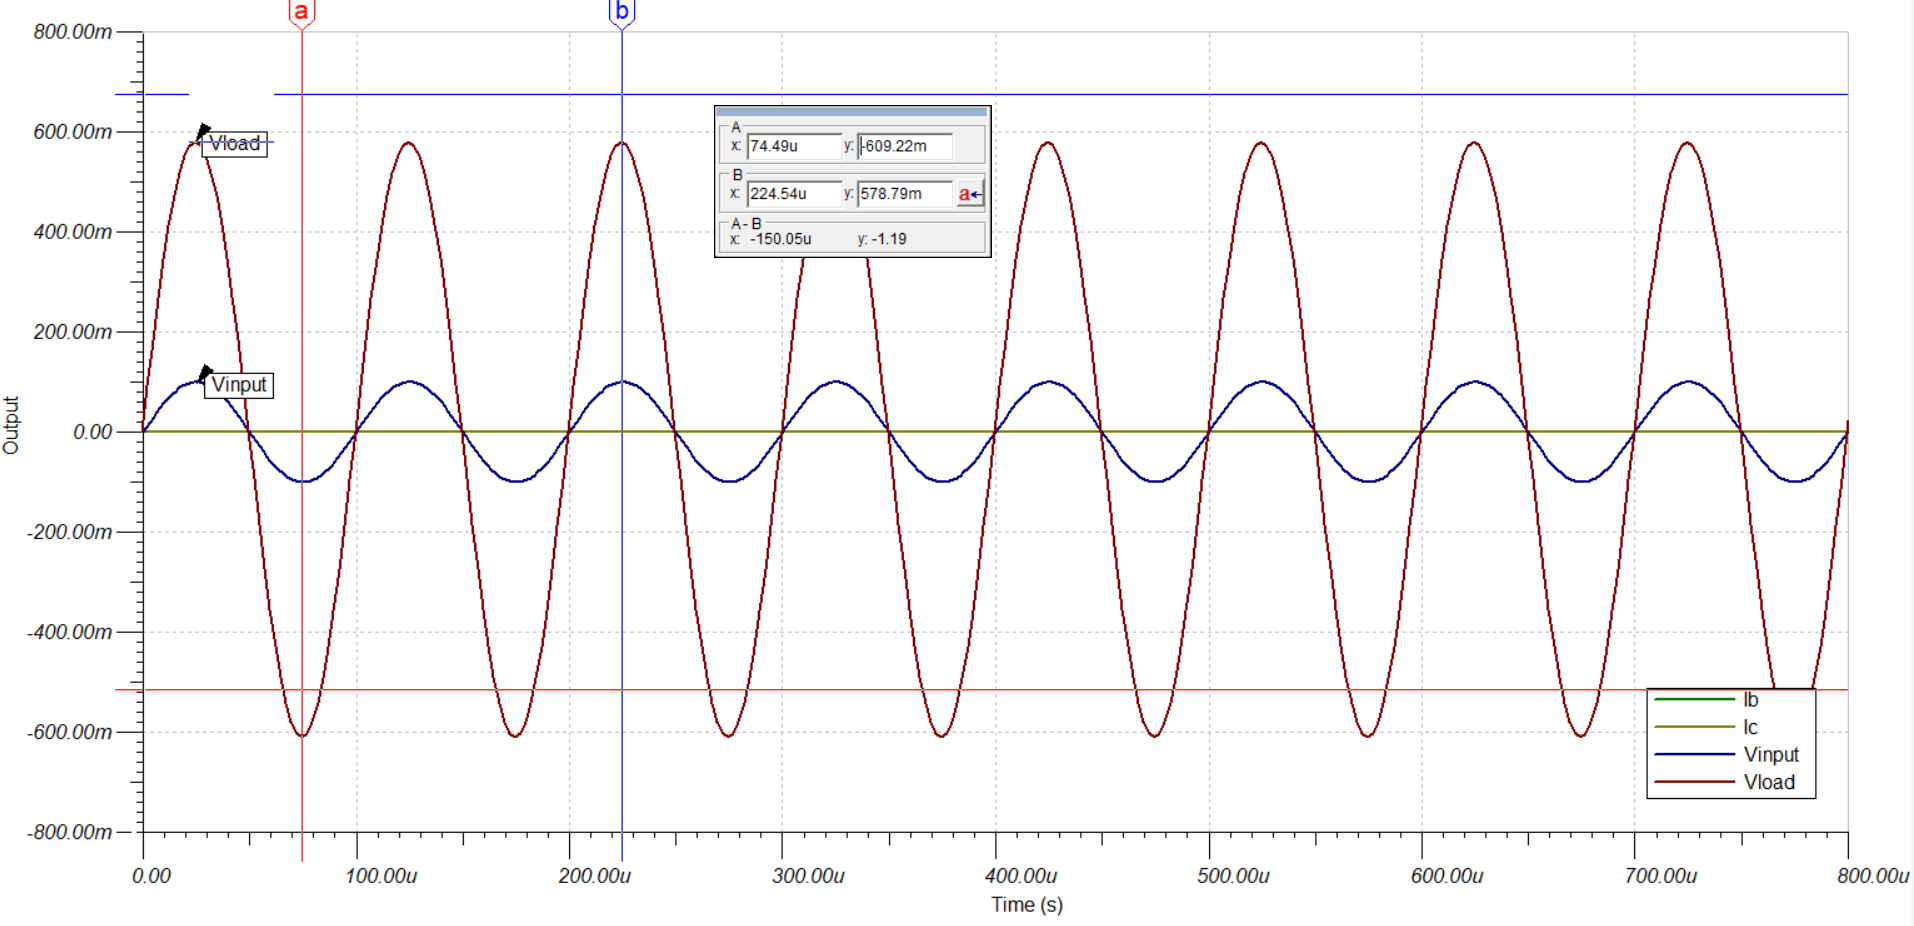 a b
800.00m
600.00m
400.00m
200.00m
0.00
-200.00m
-400.00m
-600.00m
-800.00m
Output
Vload
Vinput
A
x: 74.49u y: -609.22m
B
x: 224.54u y: 578.79m a←
A - B
x: -150.05u y: -1.19
Ib
Ic
Vinput
Vload
0.00 100.00u 200.00u 300.00u 400.00u 500.00u 600.00u 700.00u 800.00u
Time (s)